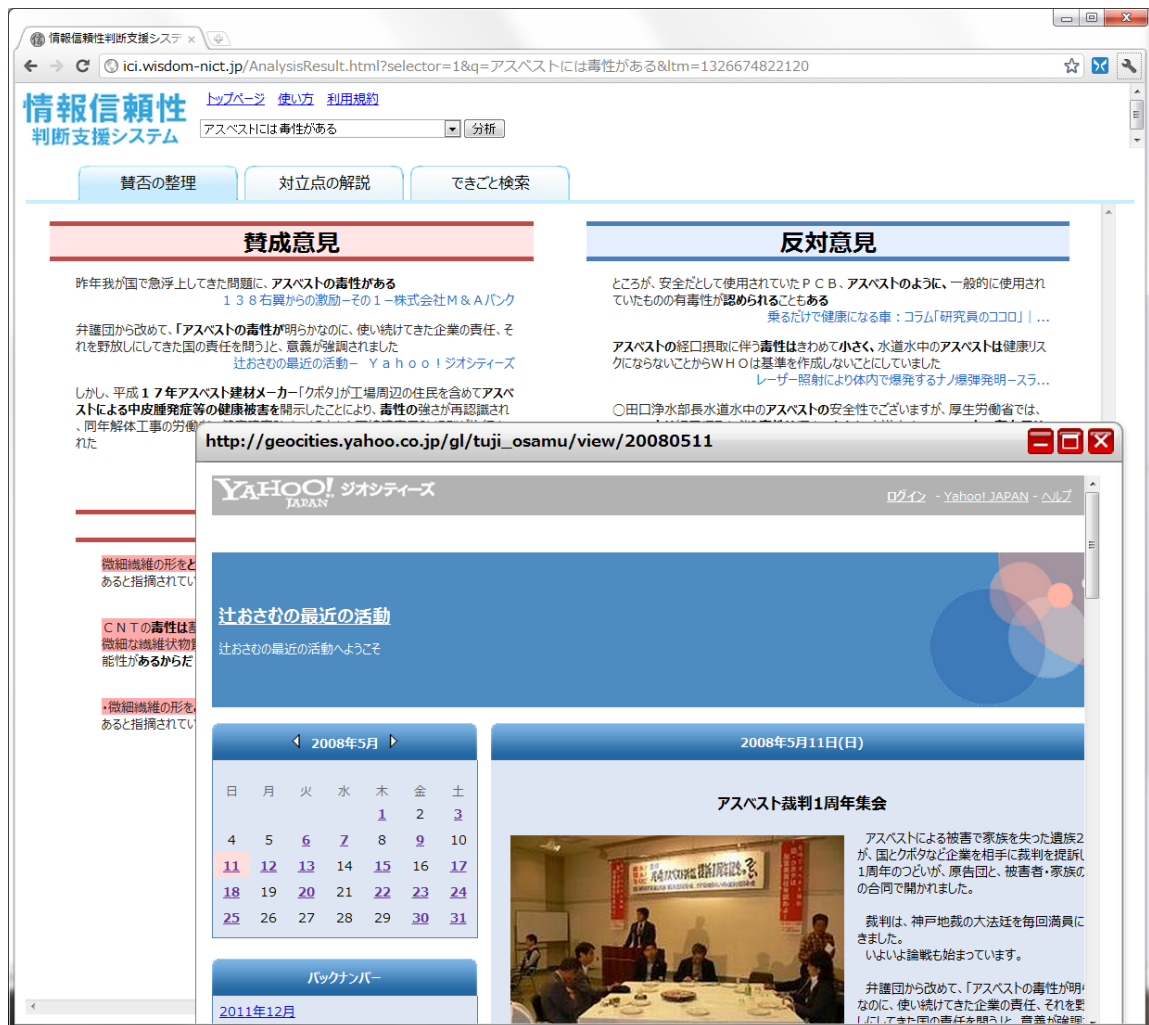 情報信頼性判断支援システ
ici.wisdom-nict.jp/AnalysisResult.html?selector=1&q=アスベストには毒性がある&ltm=1326674822120
情報信頼性
判断支援システム
トップページ 使い方 利用規約
アスベストには毒性がある 分析
賛否の整理 対立点の解説 できごと検索
賛成意見
昨年我が国で急浮上してきた問題に、アスベストの毒性がある
138右翼からの激励-その1-株式会社M&Aバンク
弁護団から改めて、「アスベストの毒性が明らかなのに、使い続けてきた企業の責任、そ
れを野放しにしてきた国の責任を問う」と、意義が強調されました
辻おさむの最近の活動- Yahoo!ジオシティーズ
しかし、平成17年アスベスト建材メーカー「クボタ」が工場周辺の住民を含めてアスベ
ストによる中皮腫発症等の健康被害を開示したことにより、毒性の強さが再認識され
、同年解体工事の労働
れた
反対意見
ところが、安全だとして使用されていたPCB、アスベストのように、一般的に使用され
ていたものの有毒性が認められることもある
乗るだけで健康になる車:コラム「研究員のココロ」|...
アスベストの経口摂取に伴う毒性はきわめて小さく、水道水中のアスベストは健康リス
クにならないことからWHOは基準を作成しないことにしていました
レーザー照射により体内で爆発するナノ爆弾発明-スラ...
○田口浄水部長水道水中のアスベストの安全性でございますが、厚生労働省では、
微細繊維の形をと
あると指摘されてい
CNTの毒性は
微細な繊維状物
能性があるからだ
・微細繊維の形を
あると指摘されてい
http://geocities.yahoo.co.jp/gl/tuji_osamu/view/20080511
YAHOO! ジオシティーズ
JAPAN
ログイン - Yahoo! JAPAN - ヘルプ
辻おさむの最近の活動
辻おさむの最近の活動へようこそ
2008年5月
日 月 火 水 木 金 土
1 2 3
4 5 6 7 8 9 10
11 12 13 14 15 16 17
18 19 20 21 22 23 24
25 26 27 28 29 30 31
バックナンバー
2011年12月
2008年5月11日(日)
アスベスト裁判1周年集会
アスベストによる被害で家族を失った遺族2
が、国とクボタなど企業を相手に裁判を提訴し
1周年のつどいが、原告団と、被害者・家族の
の合同で開かれました。
裁判は、神戸地裁の大法廷を毎回満員に
きました。
いよいよ論戦も始まっています。
弁護団から改めて、「アスベストの毒性が明
なのに、使い続けてきた企業の責任、それを野
しにしてきた国の責任を問う」と、意義が強調